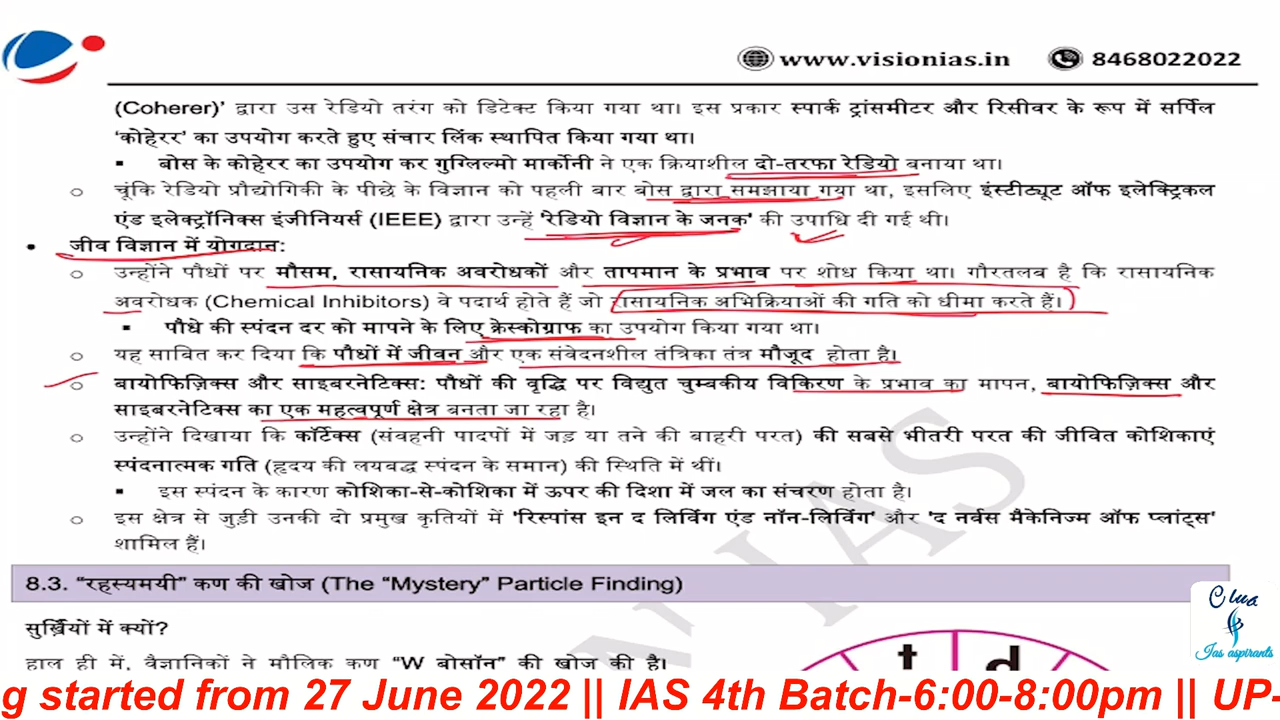 www.visionias.in 8468022022
(Coherer)' द्वारा उस रेडियो तरंग को डिटेक्ट किया गया था। इस प्रकार स्पार्क ट्रांसमीटर और रिसीवर के रूप में सर्पिल
'कोहेरर' का उपयोग करते हुए संचार लिंक स्थापित किया गया था।
▪ बोस के कोहेरर का उपयोग कर गुग्लिल्मो मार्कोनी ने एक क्रियाशील दो-तरफा रेडियो बनाया था।
○ चूंकि रेडियो प्रौद्योगिकी के पीछे के विज्ञान को पहली बार बोस द्वारा समझाया गया था, इसलिए इंस्टीट्यूट ऑफ इलेक्ट्रिकल
एंड इलेक्ट्रॉनिक्स इंजीनियर्स (IEEE) द्वारा उन्हें 'रेडियो विज्ञान के जनक' की उपाधि दी गई थी।
• जीव विज्ञान में योगदान:
○ उन्होंने पौधों पर मौसम, रासायनिक अवरोधकों और तापमान के प्रभाव पर शोध किया था। गौरतलब है कि रासायनिक
अवरोधक (Chemical Inhibitors) वे पदार्थ होते हैं जो रासायनिक अभिक्रियाओं की गति को धीमा करते हैं।
▪ पौधे की स्पंदन दर को मापने के लिए क्रेस्कोग्राफ का उपयोग किया गया था।
○ यह साबित कर दिया कि पौधों में जीवन और एक संवेदनशील तंत्रिका तंत्र मौजूद होता है।
○ बायोफिज़िक्स और साइबरनेटिक्स: पौधों की वृद्धि पर विद्युत चुम्बकीय विकिरण के प्रभाव का मापन, बायोफिज़िक्स और
साइबरनेटिक्स का एक महत्वपूर्ण क्षेत्र बनता जा रहा है।
○ उन्होंने दिखाया कि कॉर्टेक्स (संवहनी पादपों में जड़ या तने की बाहरी परत) की सबसे भीतरी परत की जीवित कोशिकाएं
स्पंदनात्मक गति (हृदय की लयबद्ध स्पंदन के समान) की स्थिति में थीं।
▪ इस स्पंदन के कारण कोशिका-से-कोशिका में ऊपर की दिशा में जल का संचरण होता है।
○ इस क्षेत्र से जुड़ी उनकी दो प्रमुख कृतियों में 'रिस्पांस इन द लिविंग एंड नॉन-लिविंग' और 'द नर्वस मैकेनिज्म ऑफ प्लांट्स'
शामिल हैं।
8.3. "रहस्यमयी" कण की खोज (The "Mystery" Particle Finding)
सुर्ख़ियों में क्यों?
हाल ही में, वैज्ञानिकों ने मौलिक कण "W बोसॉन" की खोज की है।
t d
Clue
Ias aspirants
g started from 27 June 2022 || IAS 4th Batch-6:00-8:00pm || UP-